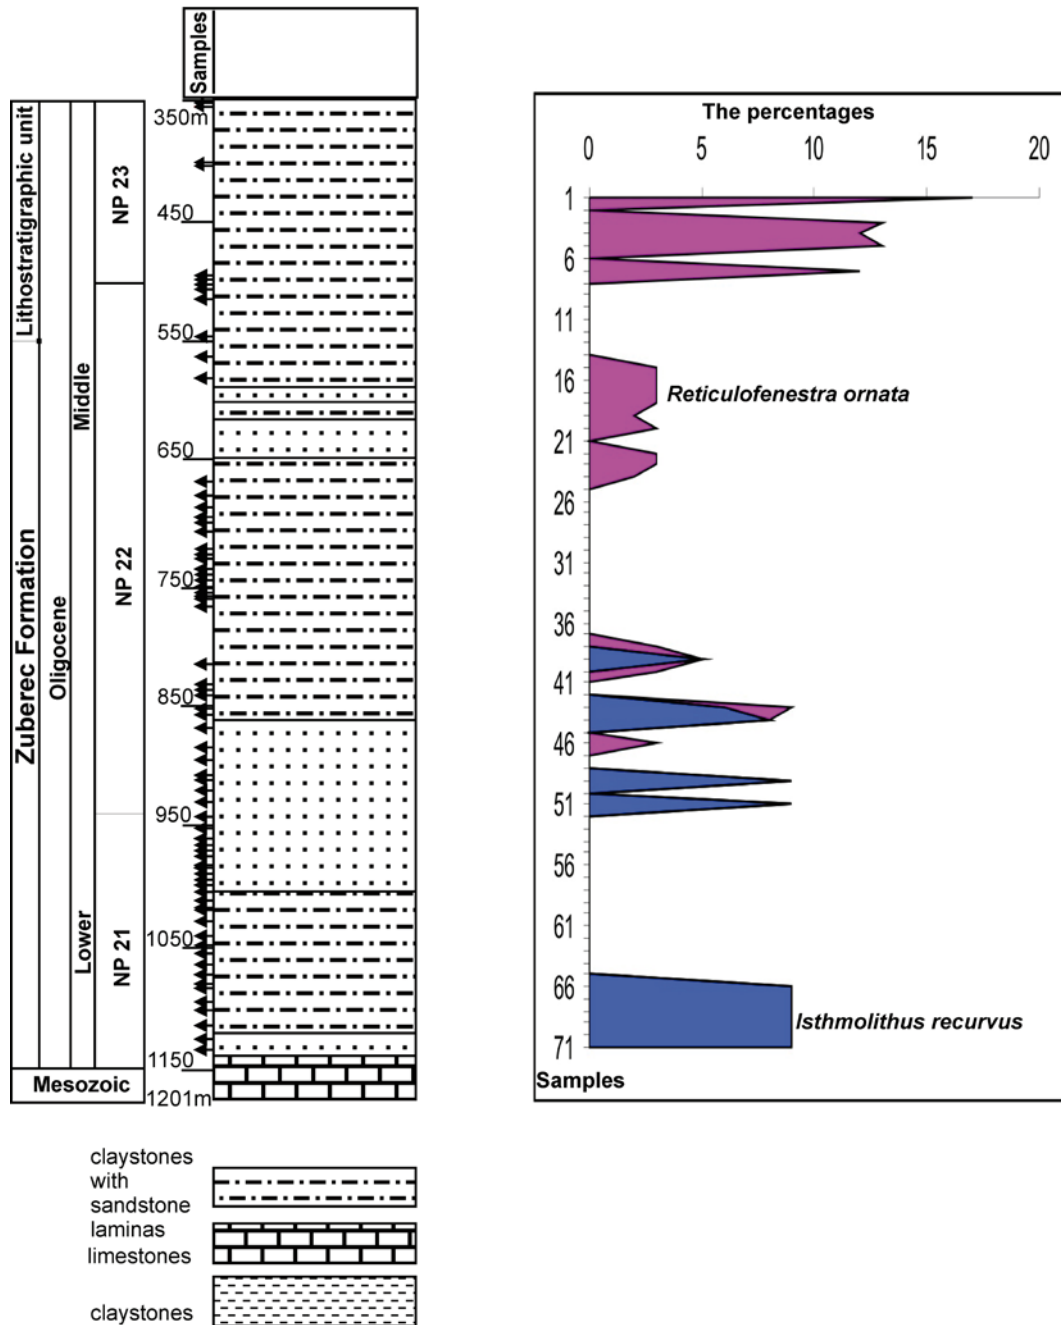 Samples
Lithostratigraphic unit
Zuberec Formation
Oligocene
Middle
Lower
NP 23
NP 22
NP 21
Mesozoic
350m
450
550
650
750
850
950
1050
1150
1201m
The percentages
0 5 10 15 20
1
6
11
16
21
26
31
36
41
46
51
56
61
66
71
Reticulofenestra ornata
Isthmolithus recurvus
Samples
claystones
with
sandstone
laminas
limestones
claystones